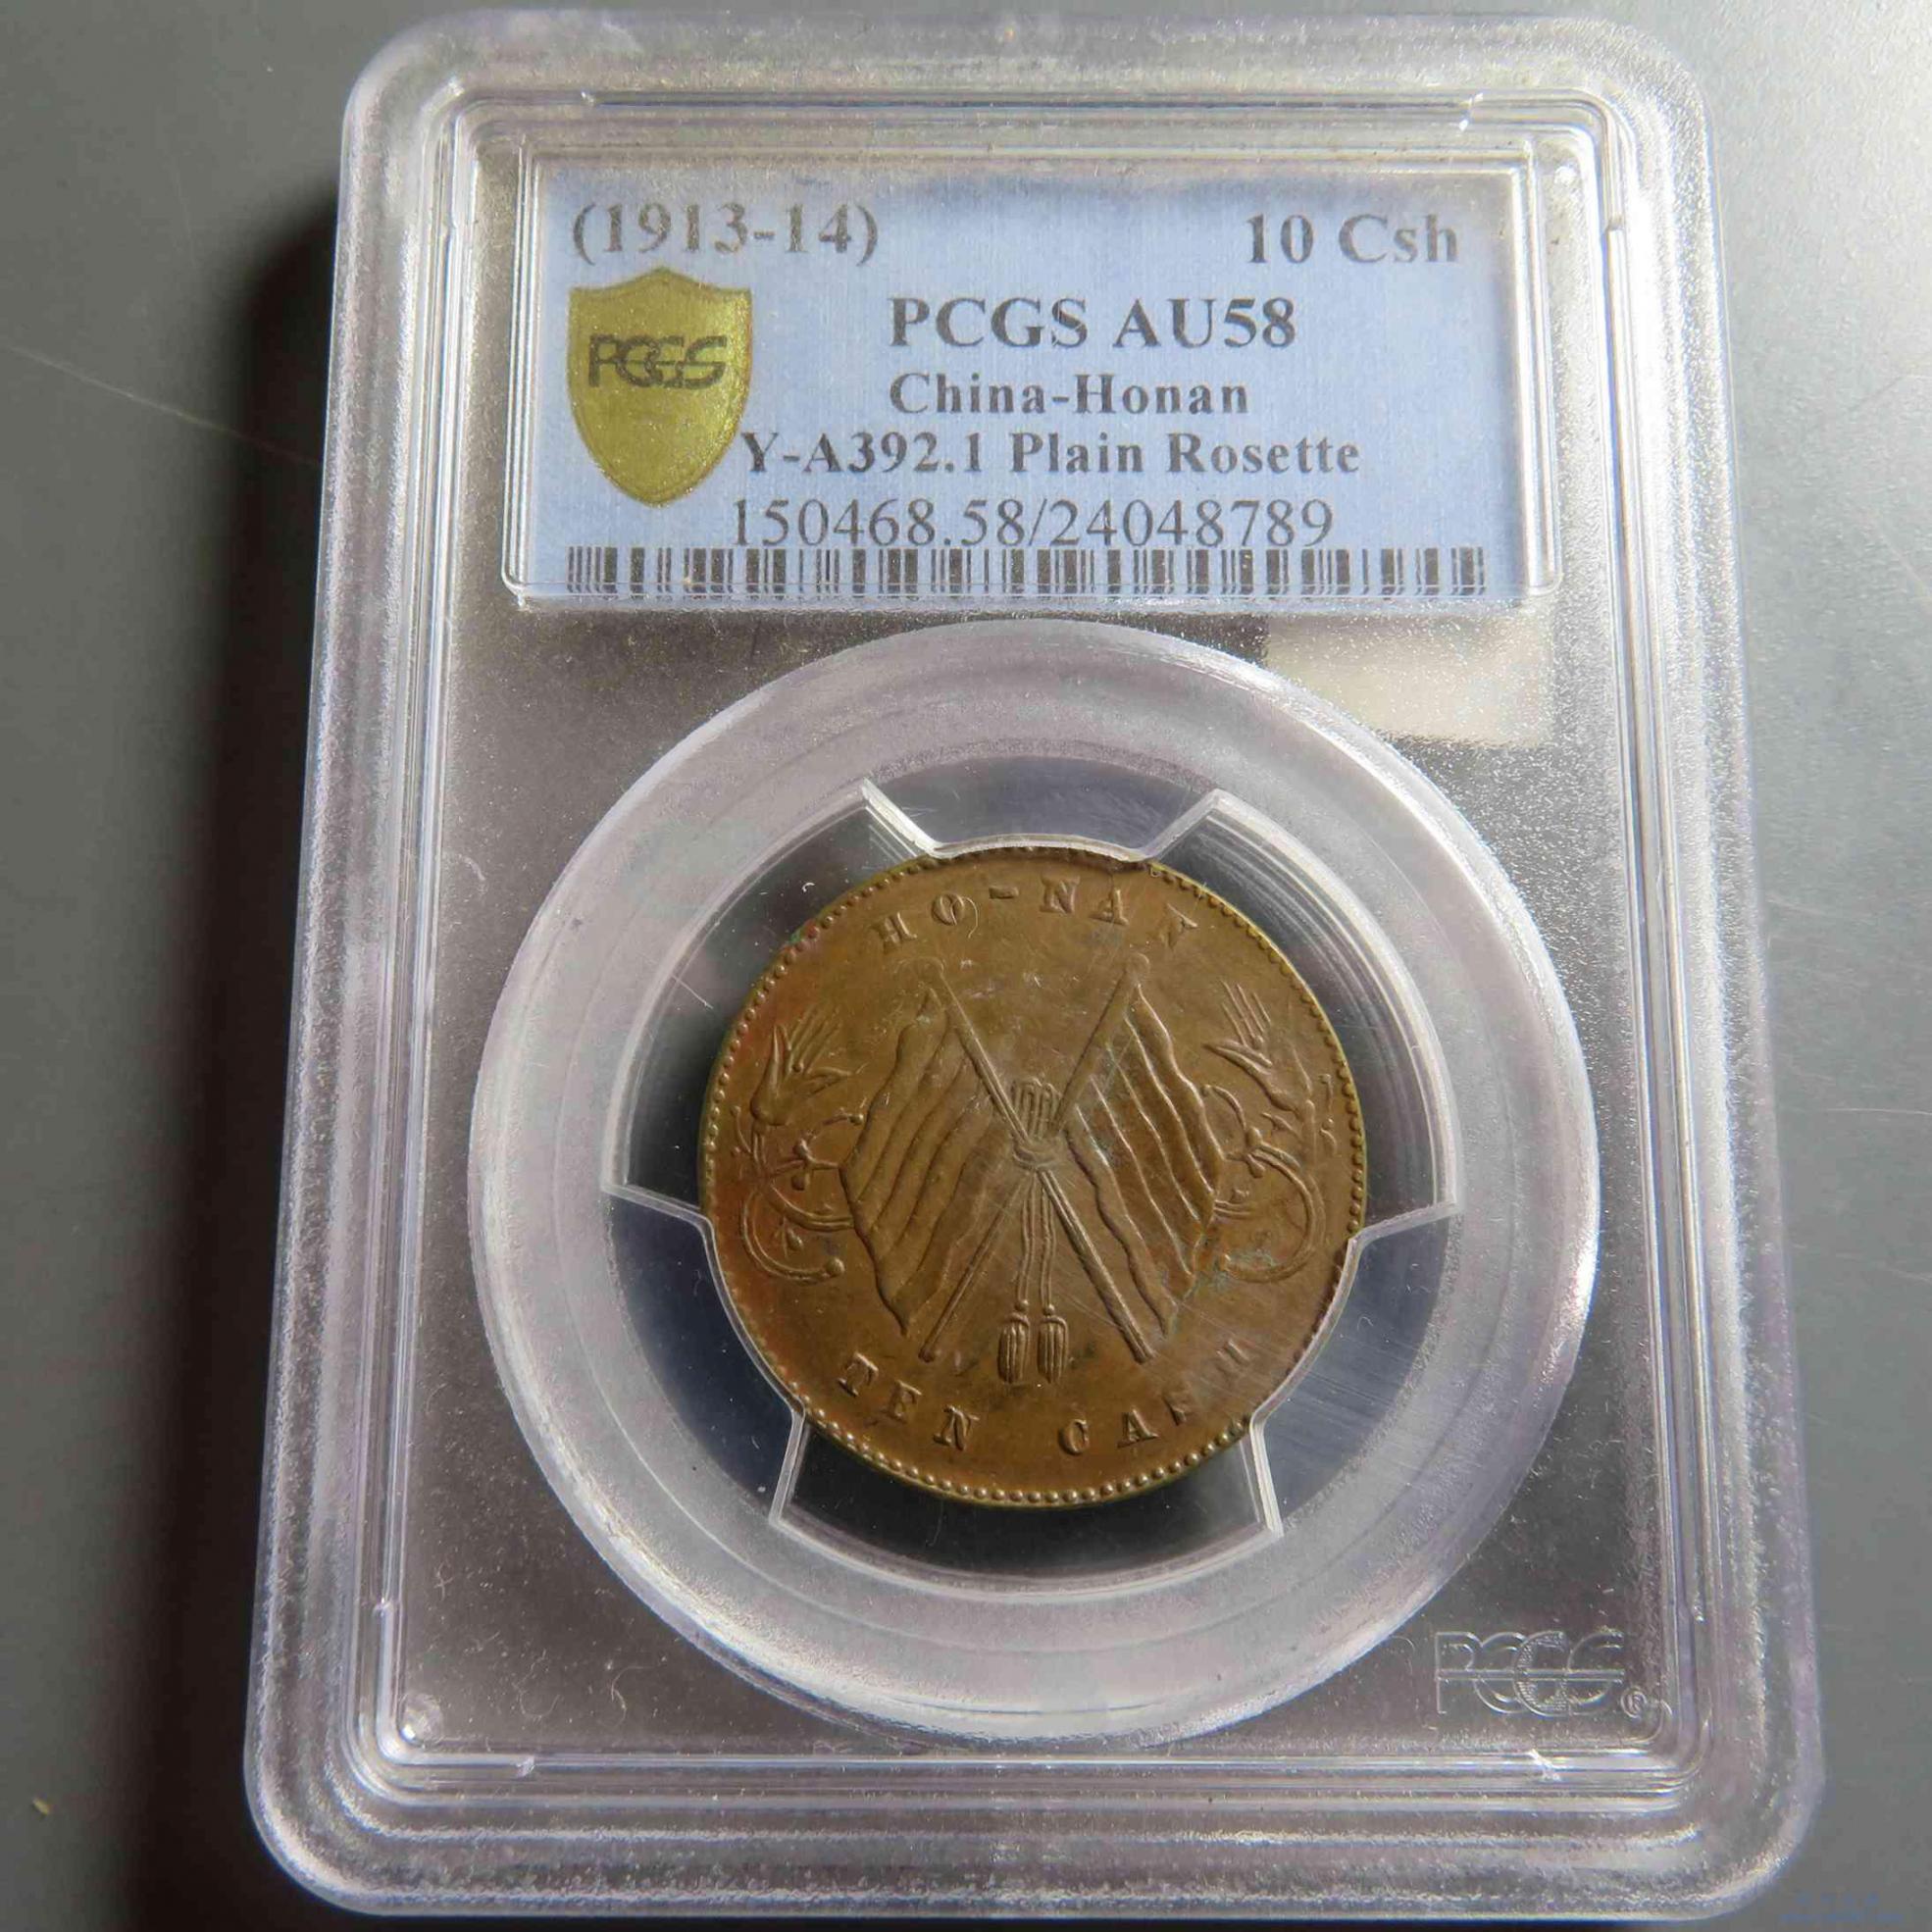 (1913-14) 10 Csh
PCGS AU58
PCGS
China-Honan
Y-A392.1 Plain Rosette
150468.58/24048789
HO-NAN
TEN CASH
PCGS®